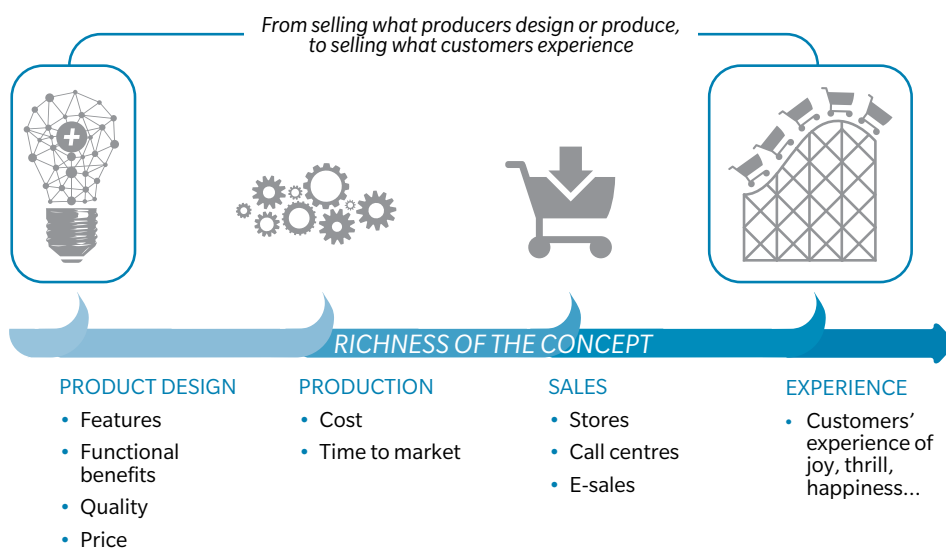 From selling what producers design or produce,
to selling what customers experience
RICHNESS OF THE CONCEPT
PRODUCT DESIGN
• Features
• Functional
benefits
• Quality
• Price
PRODUCTION
• Cost
• Time to market
SALES
• Stores
• Call centres
• E-sales
EXPERIENCE
• Customers’
experience of
joy, thrill,
happiness...